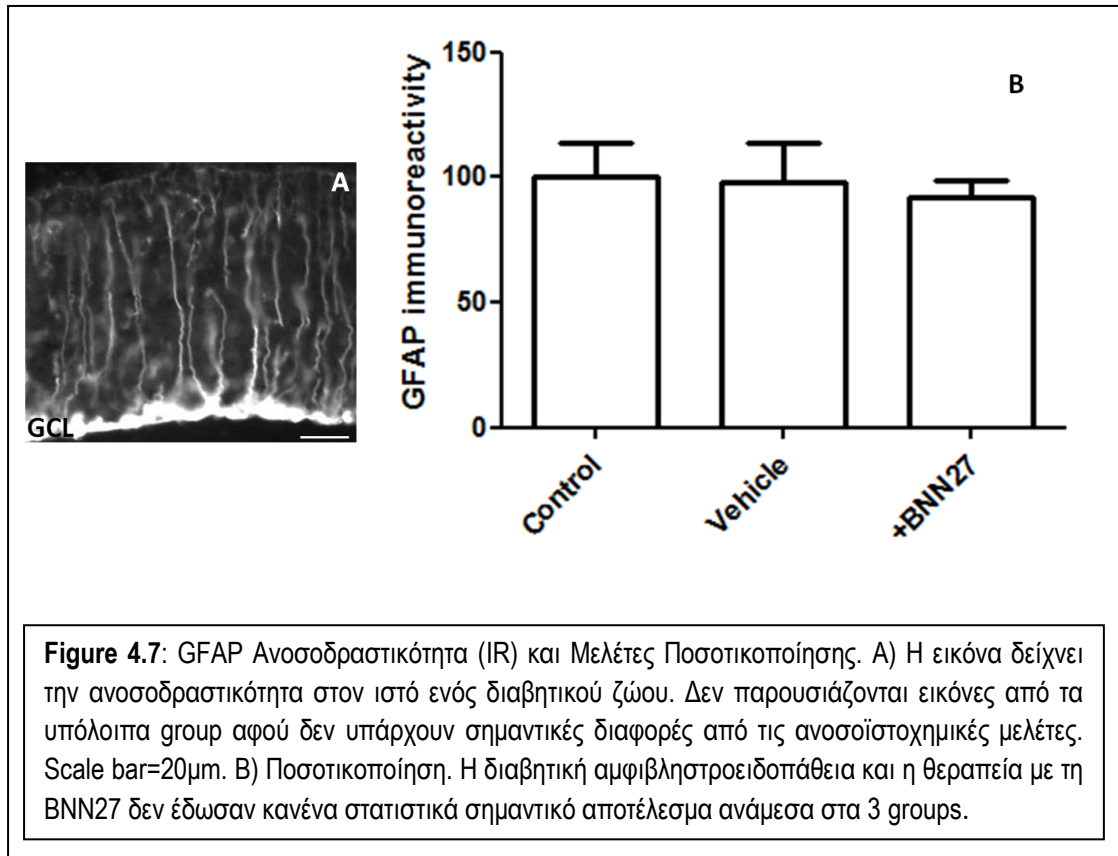 A
GCL
B
GFAP immunoreactivity
150
100
50
0
Control
Vehicle
+BNN27
Figure 4.7: GFAP Ανοσοδραστικότητα (IR) και Μελέτες Ποσοτικοποίησης. Α) Η εικόνα δείχνει
την ανοσοδραστικότητα στον ιστό ενός διαβητικού ζώου. Δεν παρουσιάζονται εικόνες από τα
υπόλοιπα group αφού δεν υπάρχουν σημαντικές διαφορές από τις ανοσοϊστοχημικές μελέτες.
Scale bar=20μm. Β) Ποσοτικοποίηση. Η διαβητική αμφιβληστροειδοπάθεια και η θεραπεία με τη
BNN27 δεν έδωσαν κανένα στατιστικά σημαντικό αποτέλεσμα ανάμεσα στα 3 groups.